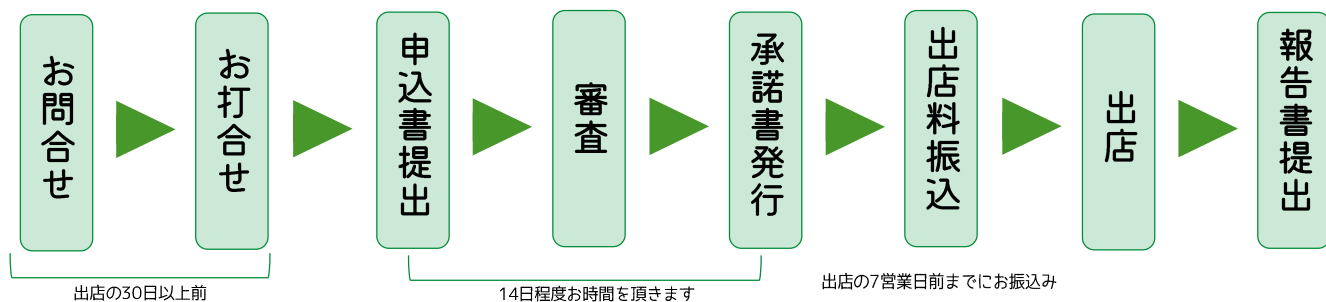 お問合せ
お打合せ
申込書提出
審査
承諾書発行
出店料振込
出店
報告書提出
出店の30日以上前
14日程度お時間を頂きます
出店の7営業日前までにお振込み